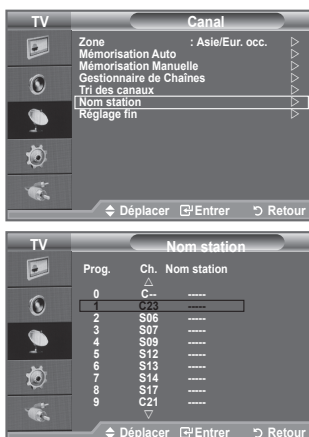 TV Canal
Zone : Asie/Eur. occ.
Mémorisation Auto
Mémorisation Manuelle
Gestionnaire de Chaînes
Tri des canaux
Nom station
Réglage fin
Déplacer Entrer Retour
TV Nom station
Prog. Ch. Nom station
0 C-- -----
1 C23 -----
2 S06 -----
3 S07 -----
4 S09 -----
5 S12 -----
6 S13 -----
7 S14 -----
8 S17 -----
9 C21 -----
Déplacer Entrer Retour